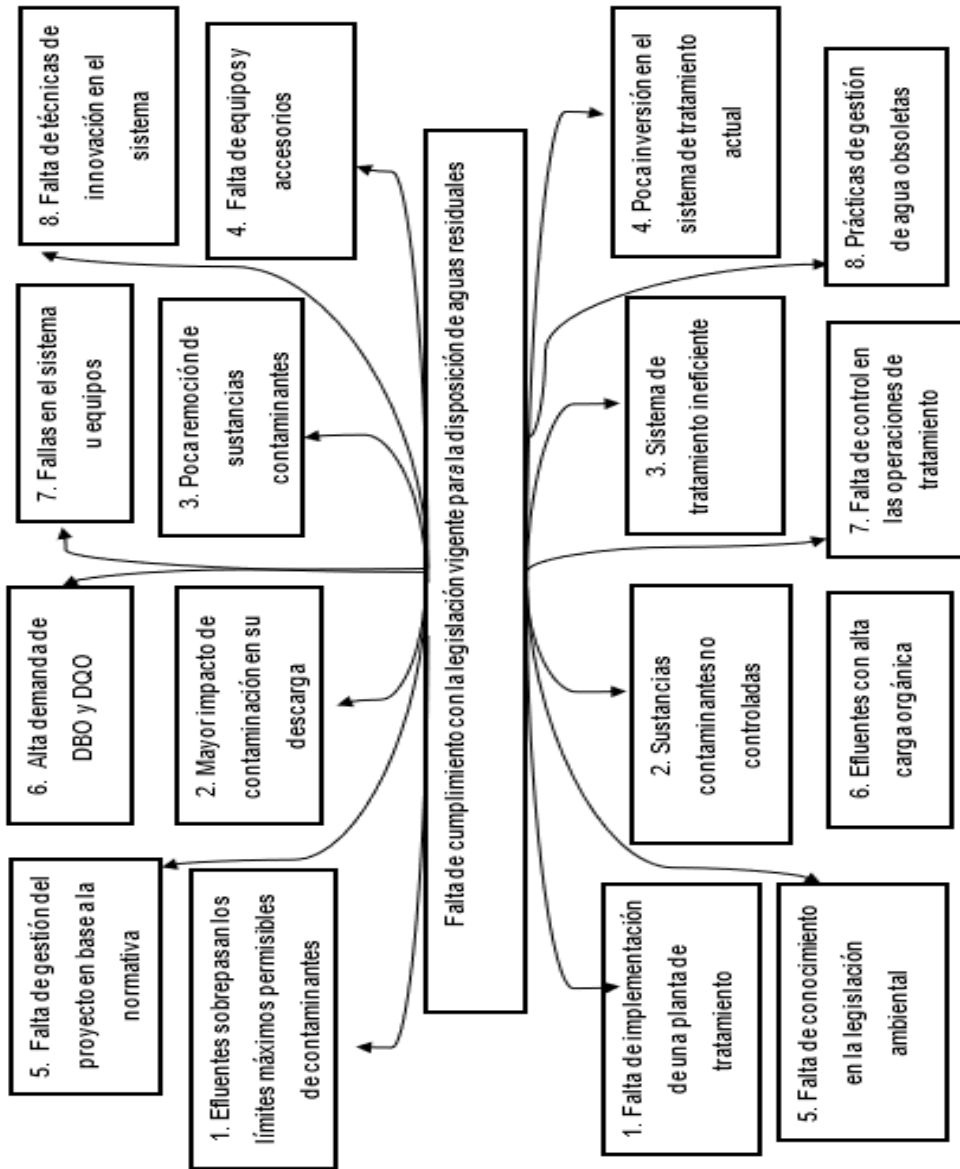 5. Falta de gestión del
proyecto en base a la
normativa
6. Alta demanda de
DBO y DQO
7. Fallas en el sistema
u equipos
8. Falta de técnicas de
innovación en el
sistema
1. Efluentes sobrepasan los
límites máximos permisibles
de contaminantes
2. Mayor impacto de
contaminación en su
descarga
3. Poca remoción de
sustancias
contaminantes
4. Falta de equipos y
accesorios
Falta de cumplimiento con la legislación vigente para la disposición de aguas residuales
1. Falta de implementación
de una planta de
tratamiento
2. Sustancias
contaminantes no
controladas
3. Sistema de
tratamiento ineficiente
4. Poca inversión en el
sistema de tratamiento
actual
5. Falta de conocimiento
en la legislación
ambiental
6. Efluentes con alta
carga orgánica
7. Falta de control en
las operaciones de
tratamiento
8. Prácticas de gestión
de agua obsoletas